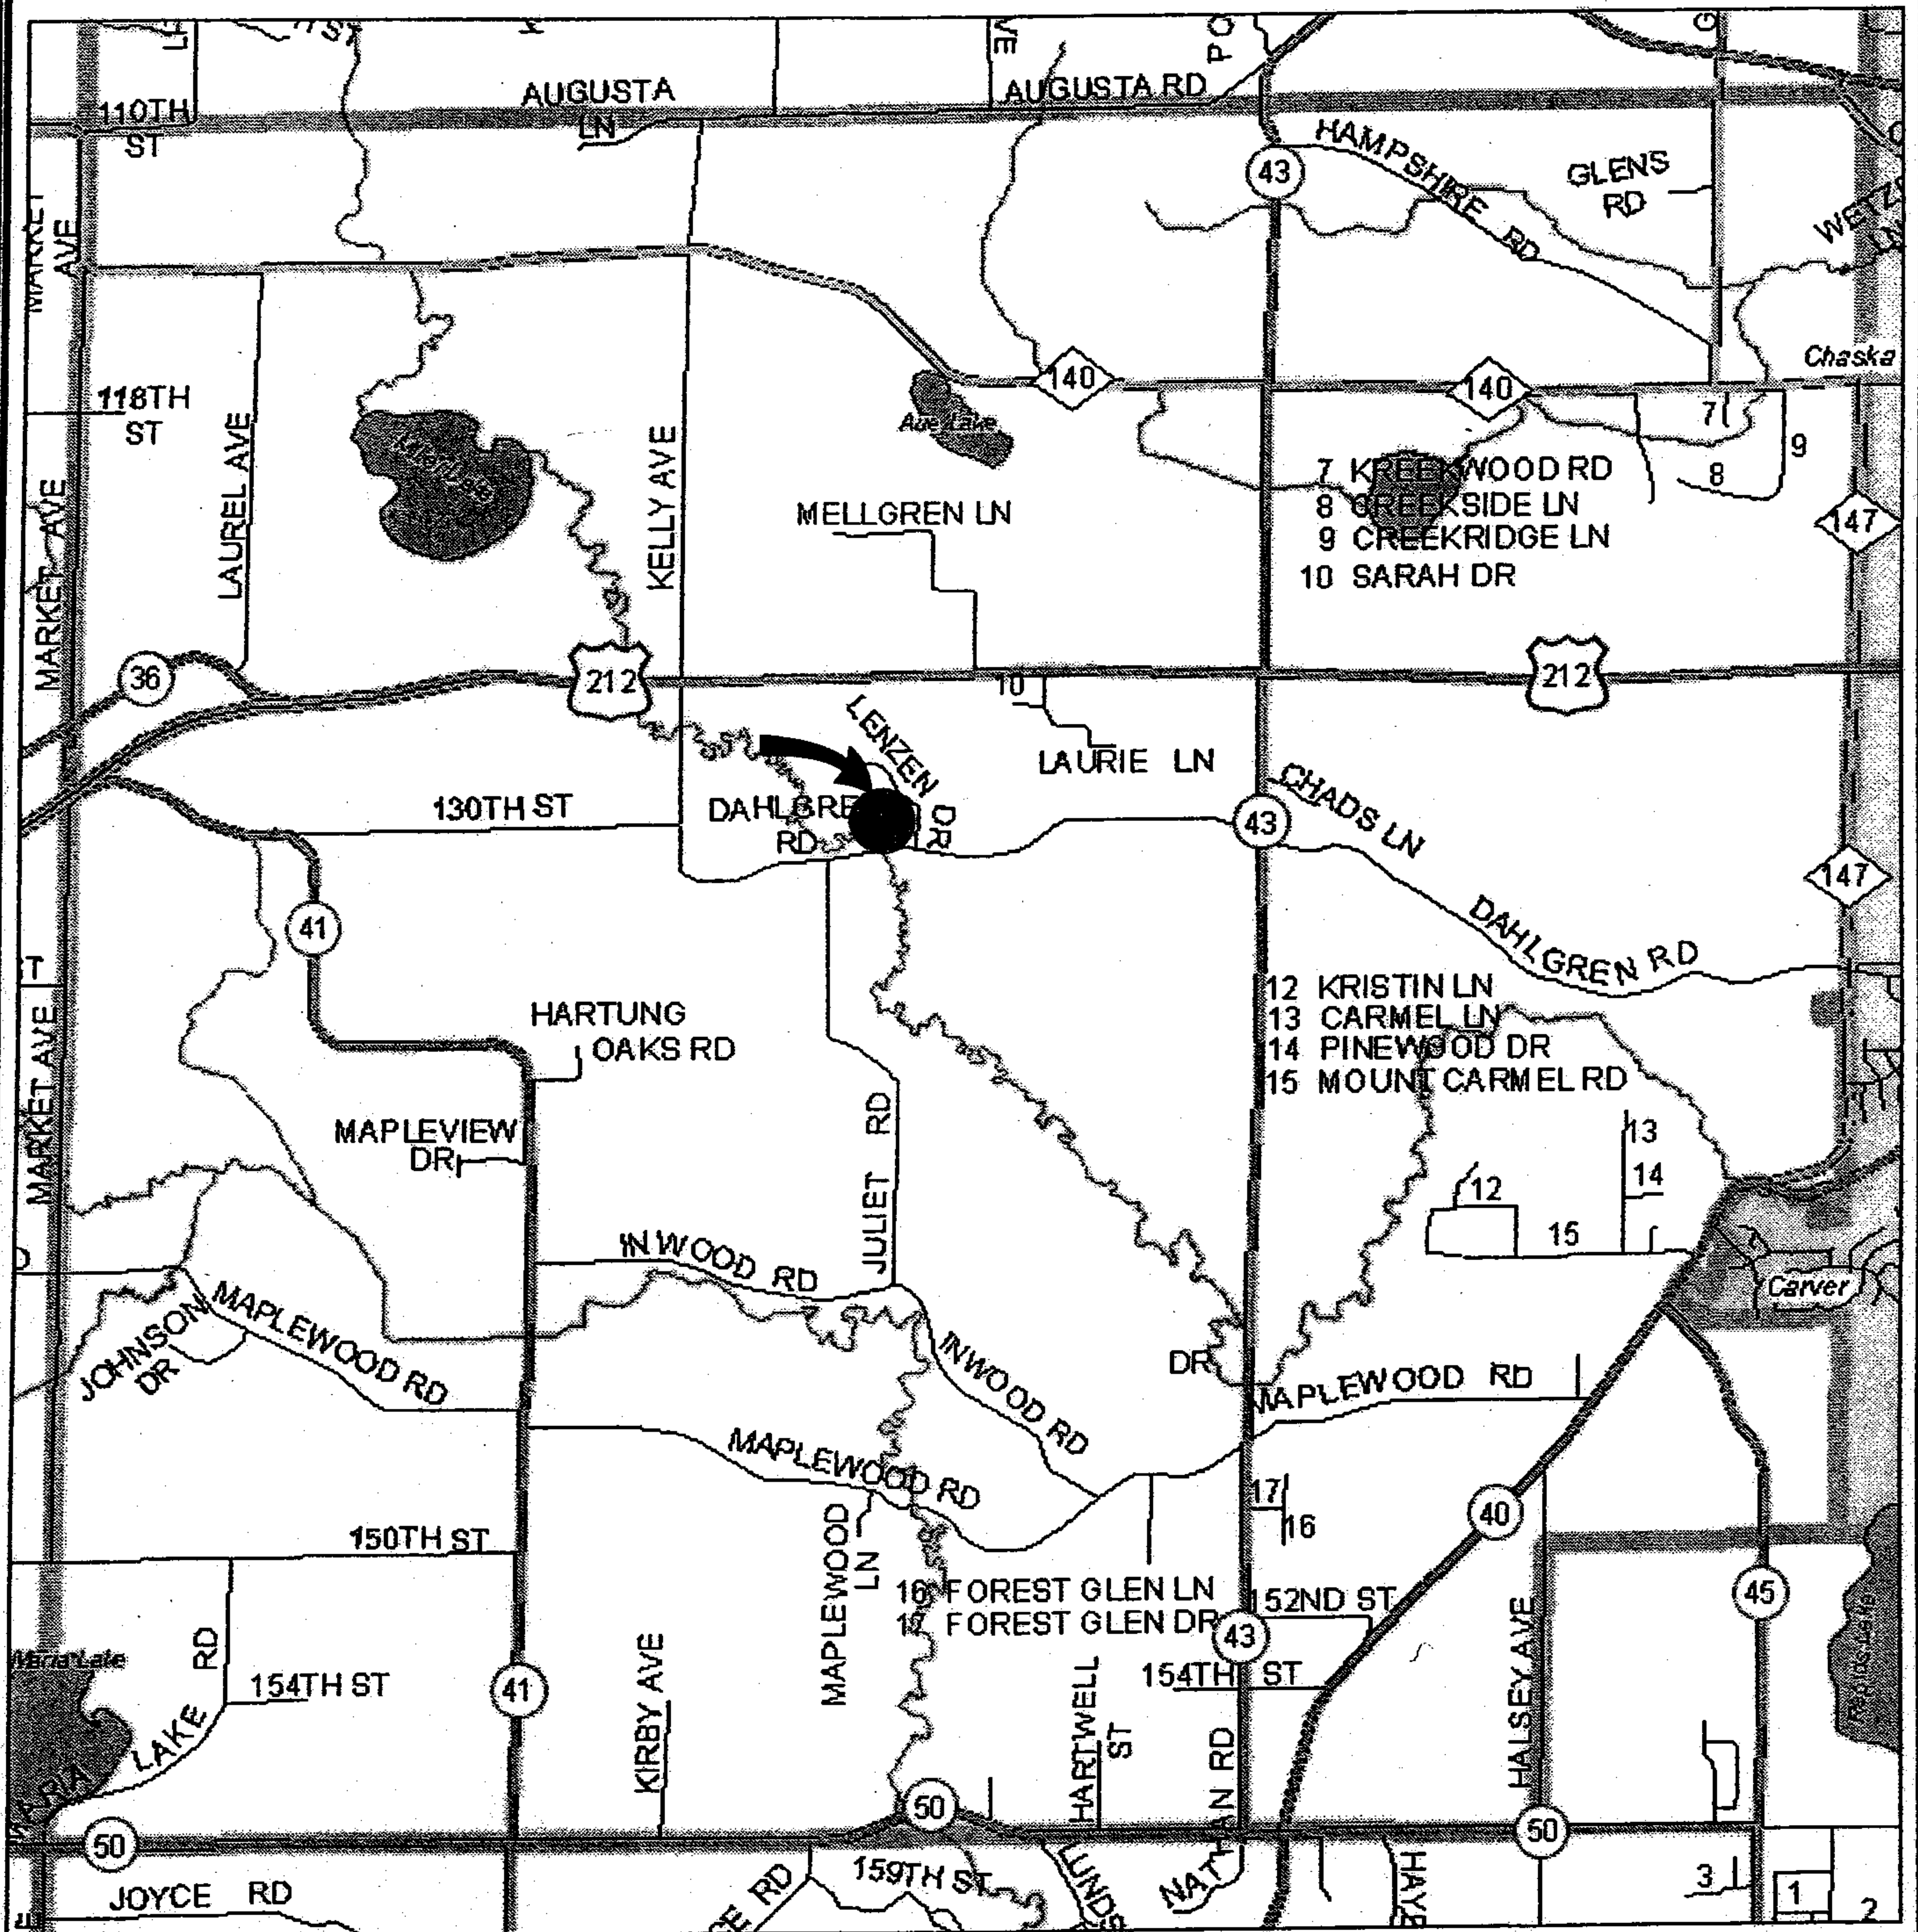 AUGUSTA
LN
AUGUSTA RD
110TH
ST
43
HAMPSHIRE RD
GLENS
RD
MARKET
AVE
118TH
ST
LAUREL AVE
KELLY AVE
Aue Lake
140
140
Chaska
7
8
9
7 KREEKWOOD RD
8 CREEKSIDE LN
9 CREEKRIDGE LN
10 SARAH DR
147
MELLGREN LN
MARKET AVE
36
212
212
10
LENZEN DR
LAURIE LN
130TH ST
RD
43
CHADS LN
147
41
DAHLGREN RD
12 KRISTIN LN
13 CARMEL LN
14 PINEWOOD DR
15 MOUNT CARMEL RD
HARTUNG
OAKS RD
MARKET AVE
MAPLEVIEW
DR
JULIET RD
13
14
12
15
INWOOD RD
Carver
JOHNSON
DR
MAPLEWOOD RD
INWOOD RD
DR
MAPLEWOOD RD
MAPLEWOOD RD
17
16
40
150TH ST
MAPLEWOOD
LN
16 FOREST GLEN LN
17 FOREST GLEN DR
152ND ST
43
45
HALSEY AVE
Maria Lake
RD
LAKE
154TH ST
41
KIRBY AVE
HARTWELL
ST
154TH ST
NATHAN RD
50
50
50
JOYCE RD
159TH ST
3
1
2